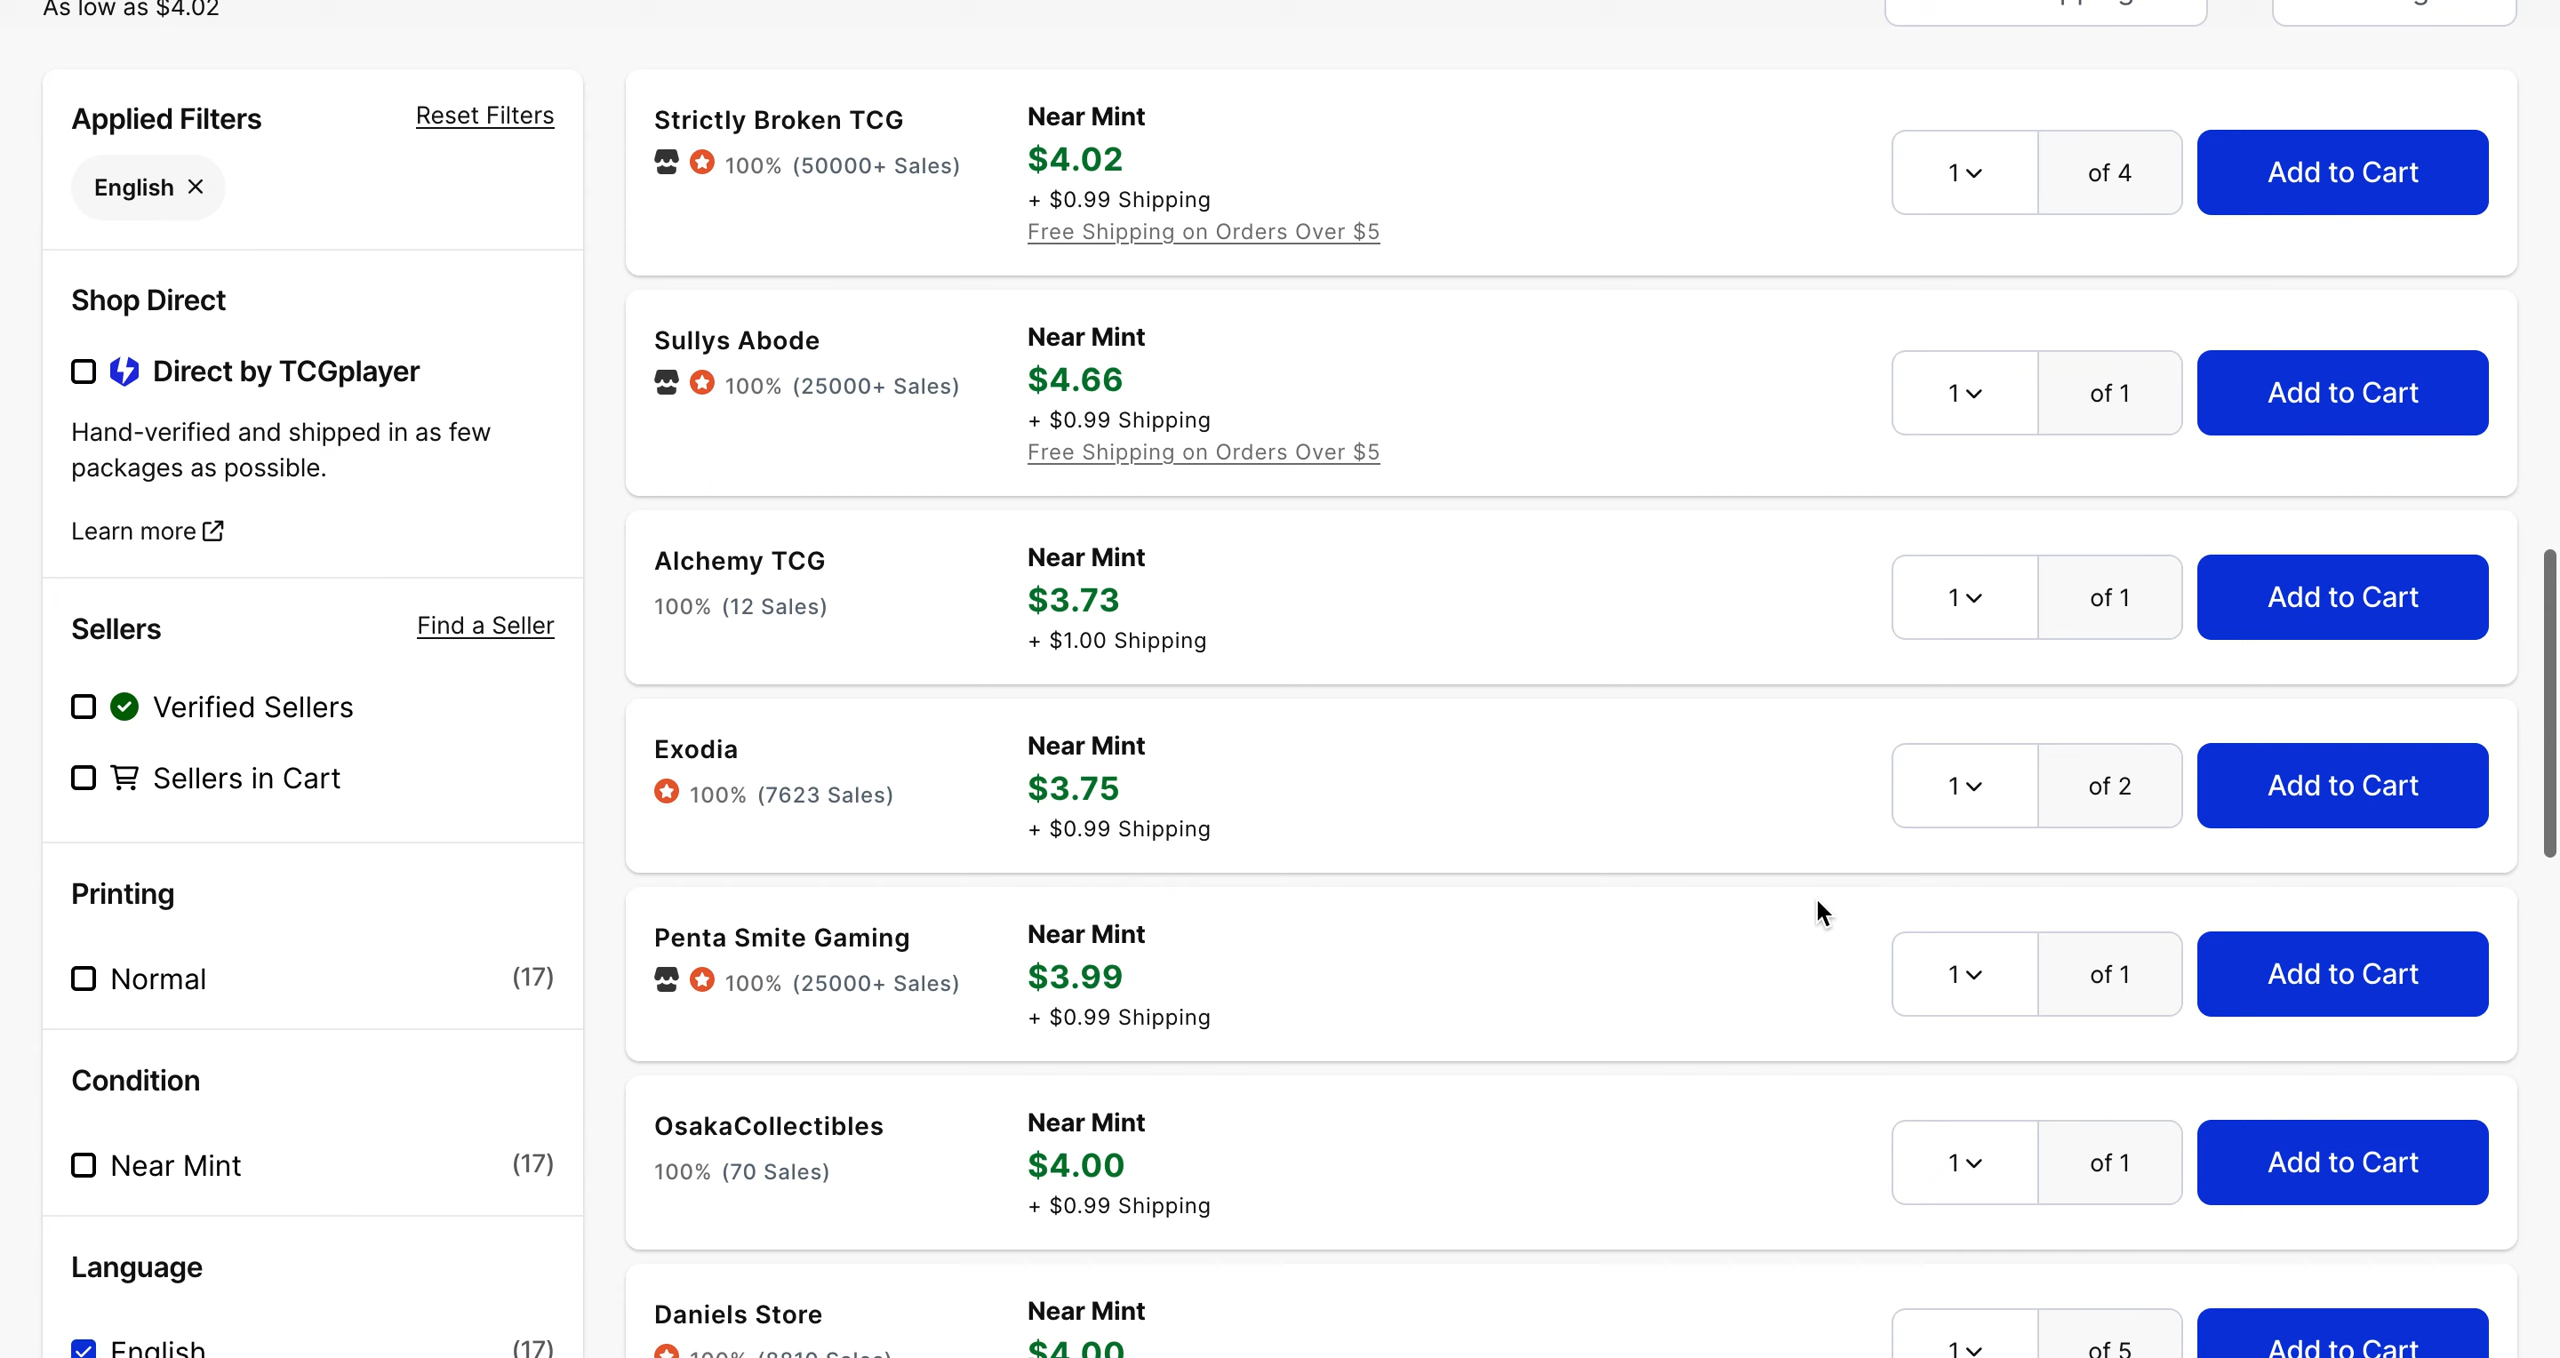 As low as $4.02
Applied Filters
Reset Filters
English
Shop Direct
Direct by TCGplayer
Hand-verified and shipped in as few
packages as possible.
Learn more
Sellers
Find a Seller
Verified Sellers
Sellers in Cart
Printing
Normal (17)
Condition
Near Mint (17)
Language
English (17)
Strictly Broken TCG
100% (50000+ Sales)
Near Mint
$4.02
+ $0.99 Shipping
Free Shipping on Orders Over $5
1 of 4
Add to Cart
Sullys Abode
100% (25000+ Sales)
Near Mint
$4.66
+ $0.99 Shipping
Free Shipping on Orders Over $5
1 of 1
Add to Cart
Alchemy TCG
100% (12 Sales)
Near Mint
$3.73
+ $1.00 Shipping
1 of 1
Add to Cart
Exodia
100% (7623 Sales)
Near Mint
$3.75
+ $0.99 Shipping
1 of 2
Add to Cart
Penta Smite Gaming
100% (25000+ Sales)
Near Mint
$3.99
+ $0.99 Shipping
1 of 1
Add to Cart
OsakaCollectibles
100% (70 Sales)
Near Mint
$4.00
+ $0.99 Shipping
1 of 1
Add to Cart
Daniels Store
100% (8810 Sales)
Near Mint
$4.00
1 of 5
Add to Cart